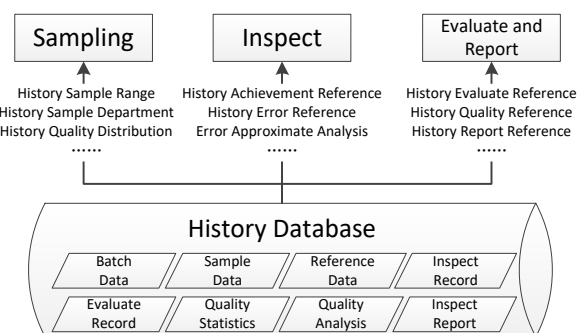 Sampling
Inspect
Evaluate and
Report
History Sample Range
History Sample Department
History Quality Distribution
......
History Achievement Reference
History Error Reference
Error Approximate Analysis
......
History Evaluate Reference
History Quality Reference
History Report Reference
......
History Database
Batch
Data
Sample
Data
Reference
Data
Inspect
Record
Evaluate
Record
Quality
Statistics
Quality
Analysis
Inspect
Report